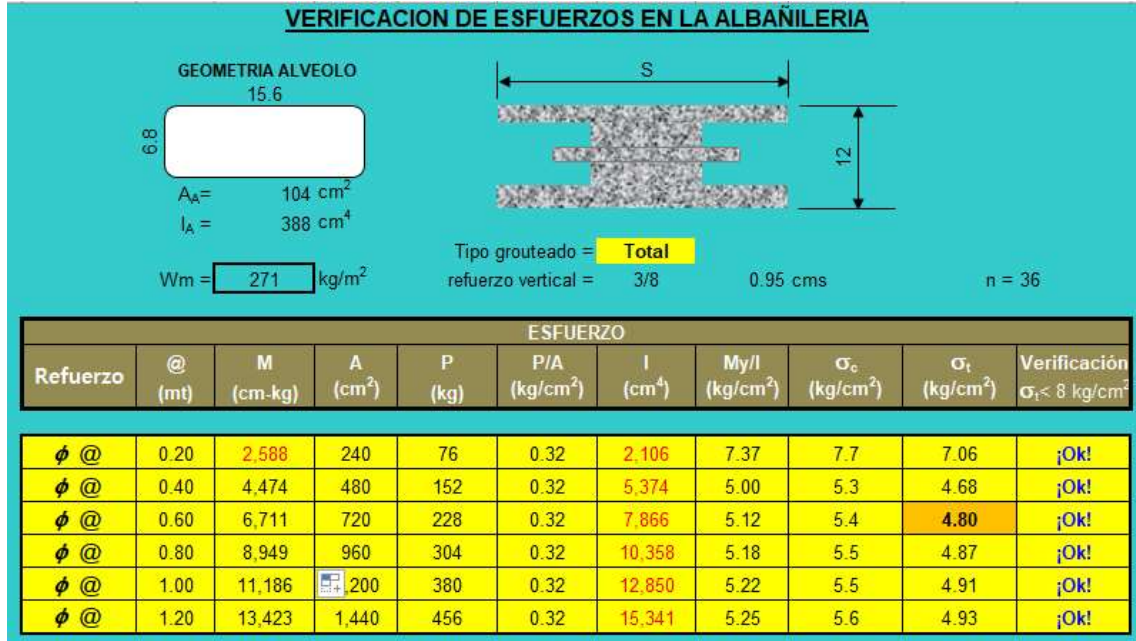 VERIFICACION DE ESFUERZOS EN LA ALBAÑILERIA
GEOMETRIA ALVEOLO
15.6
6.8
S
12
A_A= 104 cm²
I_A = 388 cm⁴
Tipo grouteado = Total
Wm = 271 kg/m² refuerzo vertical = 3/8 0.95 cms n = 36
ESFUERZO
Refuerzo @ (mt) M (cm-kg) A (cm²) P (kg) P/A (kg/cm²) I (cm⁴) My/I (kg/cm²) σc (kg/cm²) σt (kg/cm²) Verificación σt< 8 kg/cm²
ϕ @ 0.20 2,588 240 76 0.32 2,106 7.37 7.7 7.06 ¡Ok!
ϕ @ 0.40 4,474 480 152 0.32 5,374 5.00 5.3 4.68 ¡Ok!
ϕ @ 0.60 6,711 720 228 0.32 7,866 5.12 5.4 4.80 ¡Ok!
ϕ @ 0.80 8,949 960 304 0.32 10,358 5.18 5.5 4.87 ¡Ok!
ϕ @ 1.00 11,186 ,200 380 0.32 12,850 5.22 5.5 4.91 ¡Ok!
ϕ @ 1.20 13,423 1,440 456 0.32 15,341 5.25 5.6 4.93 ¡Ok!